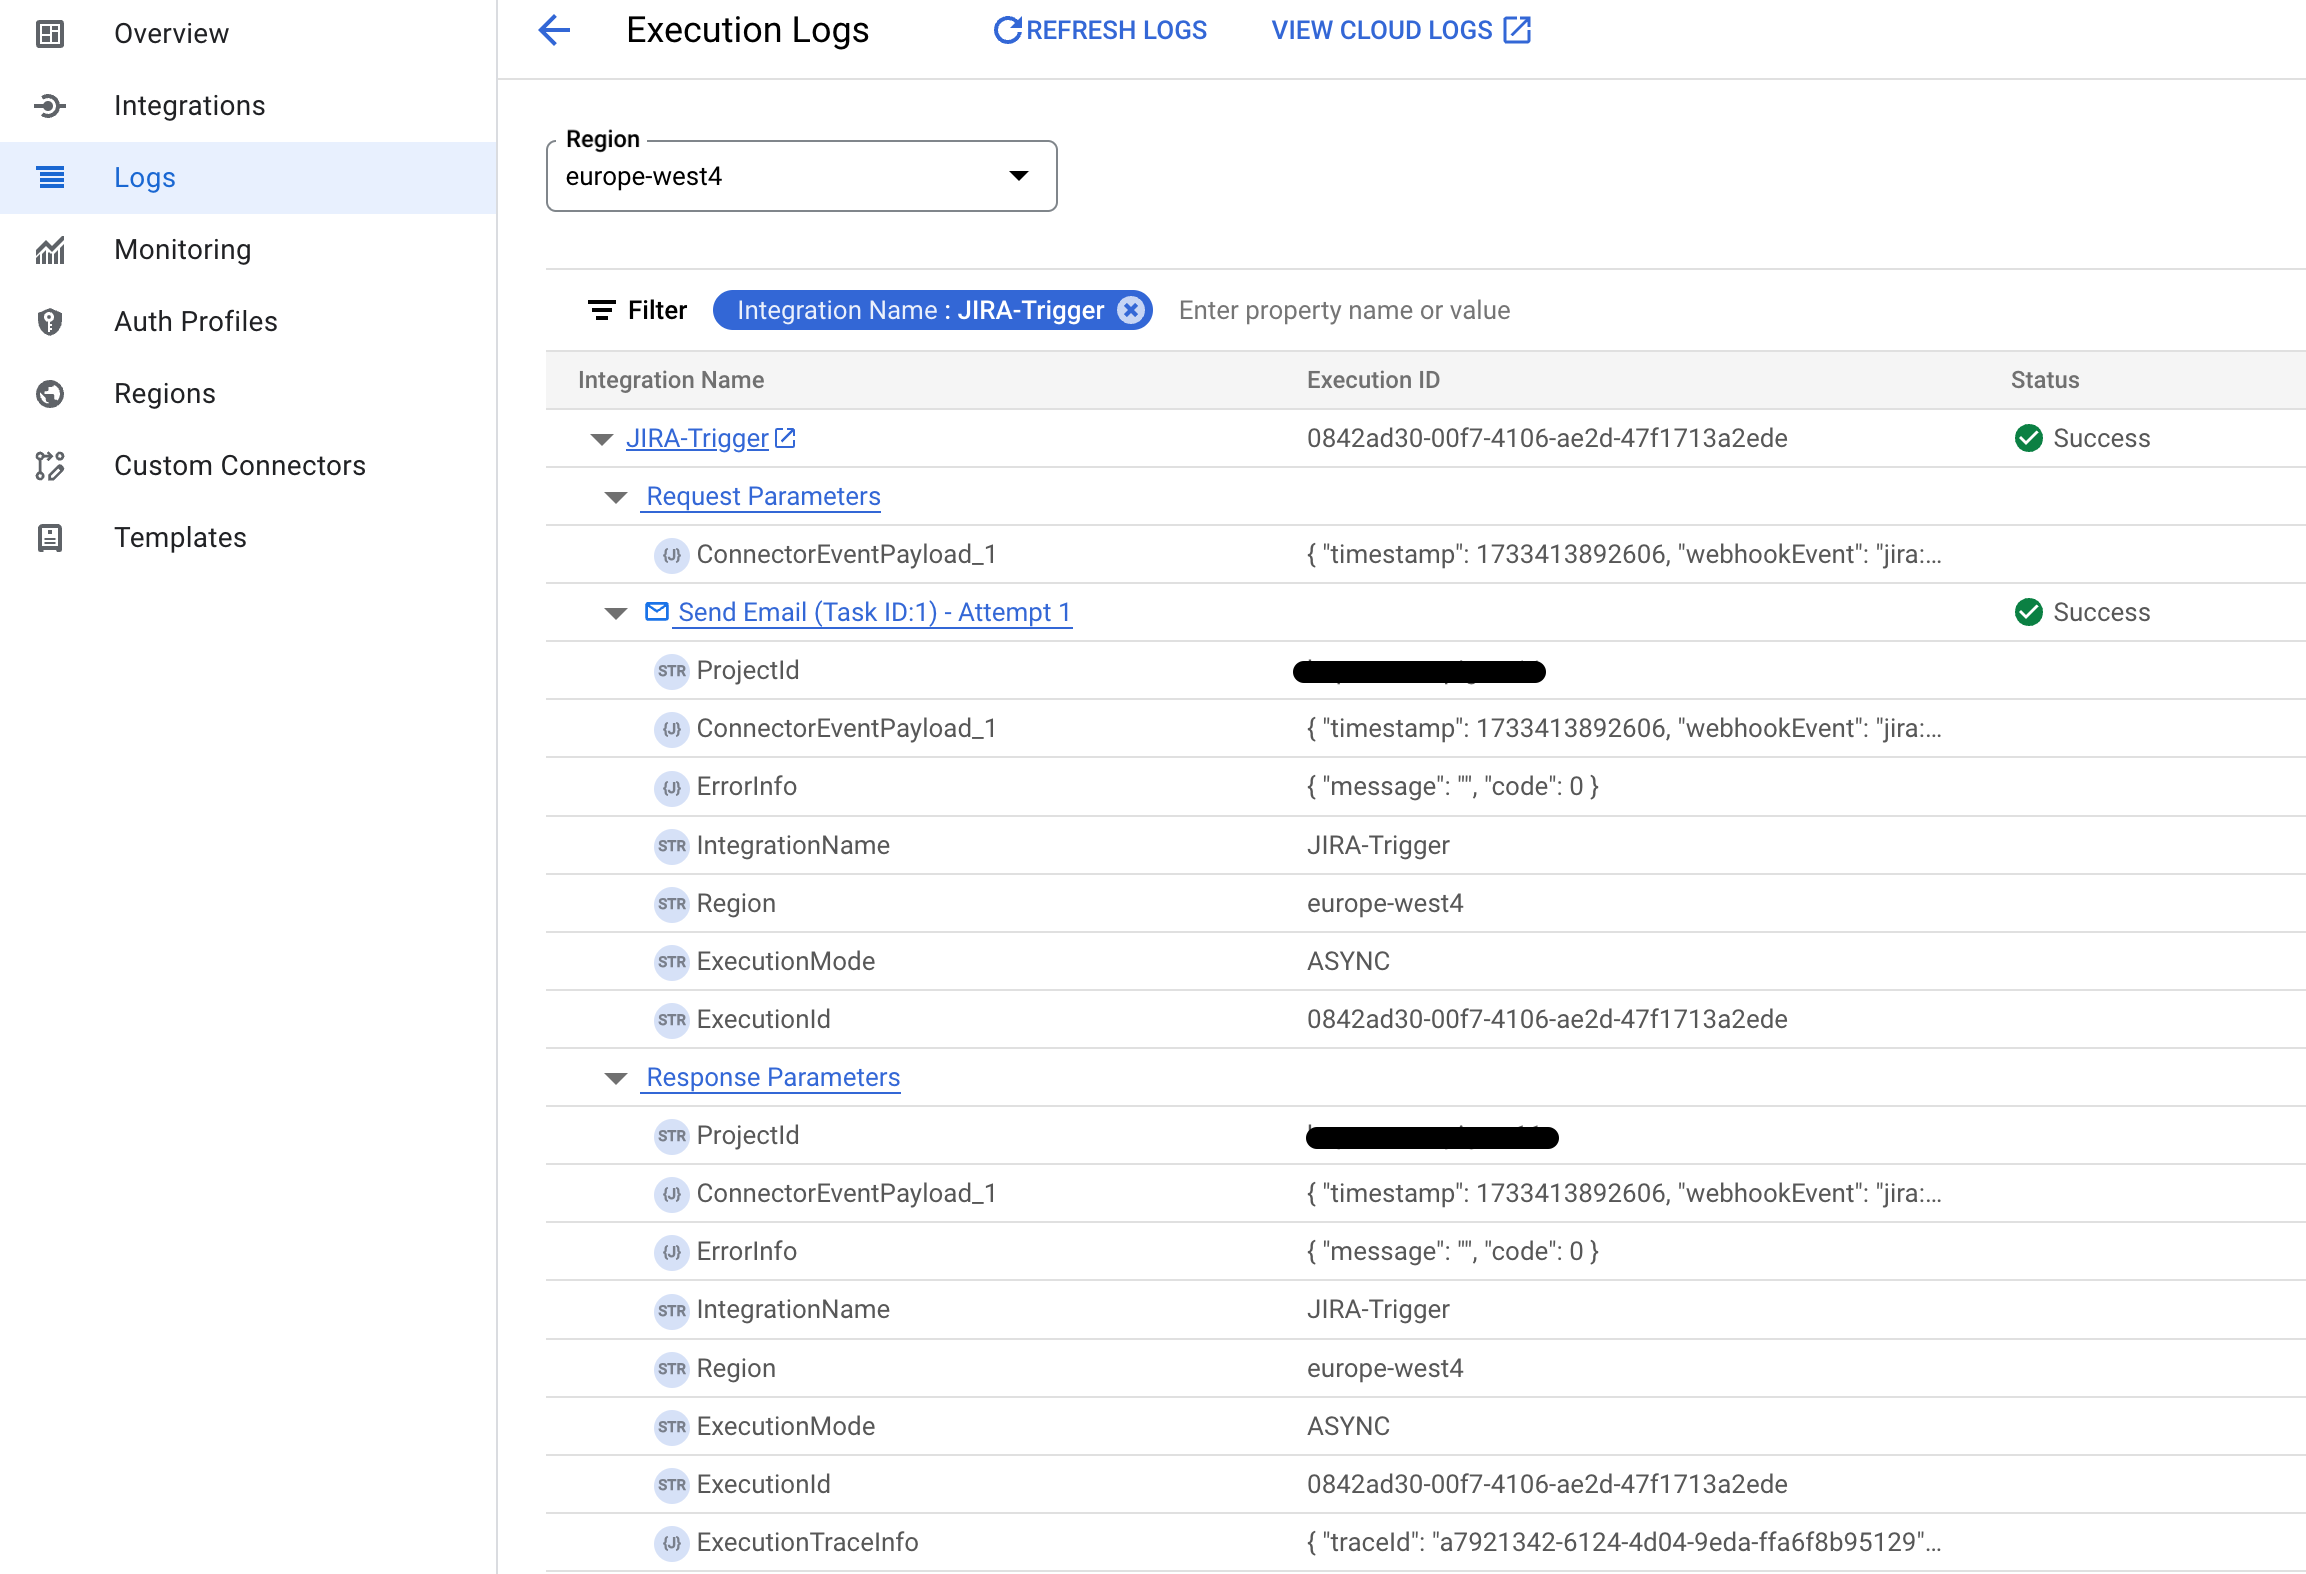 Overview
Integrations
Logs
Monitoring
Auth Profiles
Regions
Custom Connectors
Templates
Execution Logs REFRESH LOGS VIEW CLOUD LOGS
Region
europe-west4
Filter Integration Name : JIRA-Trigger Enter property name or value
Integration Name Execution ID Status
JIRA-Trigger 0842ad30-00f7-4106-ae2d-47f1713a2ede Success
Request Parameters
{J} ConnectorEventPayload_1 { "timestamp": 1733413892606, "webhookEvent": "jira:...
Send Email (Task ID:1) - Attempt 1 Success
STR ProjectId
{J} ConnectorEventPayload_1 { "timestamp": 1733413892606, "webhookEvent": "jira:...
{J} ErrorInfo { "message": "", "code": 0 }
STR IntegrationName JIRA-Trigger
STR Region europe-west4
STR ExecutionMode ASYNC
STR ExecutionId 0842ad30-00f7-4106-ae2d-47f1713a2ede
Response Parameters
STR ProjectId
{J} ConnectorEventPayload_1 { "timestamp": 1733413892606, "webhookEvent": "jira:...
{J} ErrorInfo { "message": "", "code": 0 }
STR IntegrationName JIRA-Trigger
STR Region europe-west4
STR ExecutionMode ASYNC
STR ExecutionId 0842ad30-00f7-4106-ae2d-47f1713a2ede
{J} ExecutionTraceInfo { "traceId": "a7921342-6124-4d04-9eda-ffa6f8b95129"...